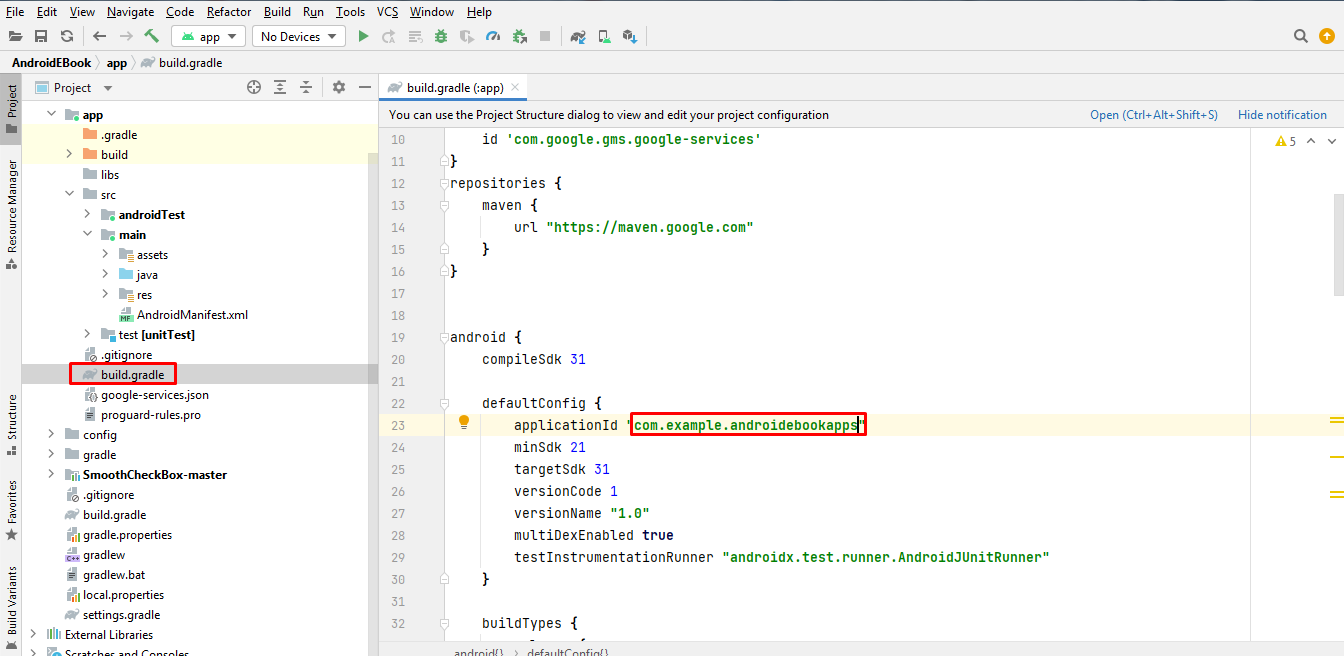 File Edit View Navigate Code Refactor Build Run Tools VCS Window Help
app No Devices
AndroidEBook app build.gradle
Project
Resource Manager
Structure
Favorites
Build Variants
Project
app
.gradle
build
libs
src
androidTest
main
assets
java
res
MF AndroidManifest.xml
test [unitTest]
.gitignore
build.gradle
google-services.json
proguard-rules.pro
config
gradle
SmoothCheckBox-master
.gitignore
build.gradle
gradle.properties
C++ gradlew
gradlew.bat
local.properties
settings.gradle
External Libraries
Scratches and Consoles
build.gradle (:app)
You can use the Project Structure dialog to view and edit your project configuration Open (Ctrl+Alt+Shift+S) Hide notification
5
10 id 'com.google.gms.google-services'
11 }
12 repositories {
13 maven {
14 url "https://maven.google.com"
15 }
16 }
17
18
19 android {
20 compileSdk 31
21
22 defaultConfig {
23 applicationId "com.example.androidebookapps"
24 minSdk 21
25 targetSdk 31
26 versionCode 1
27 versionName "1.0"
28 multiDexEnabled true
29 testInstrumentationRunner "androidx.test.runner.AndroidJUnitRunner"
30 }
31
32 buildTypes {
android{} defaultConfig{}